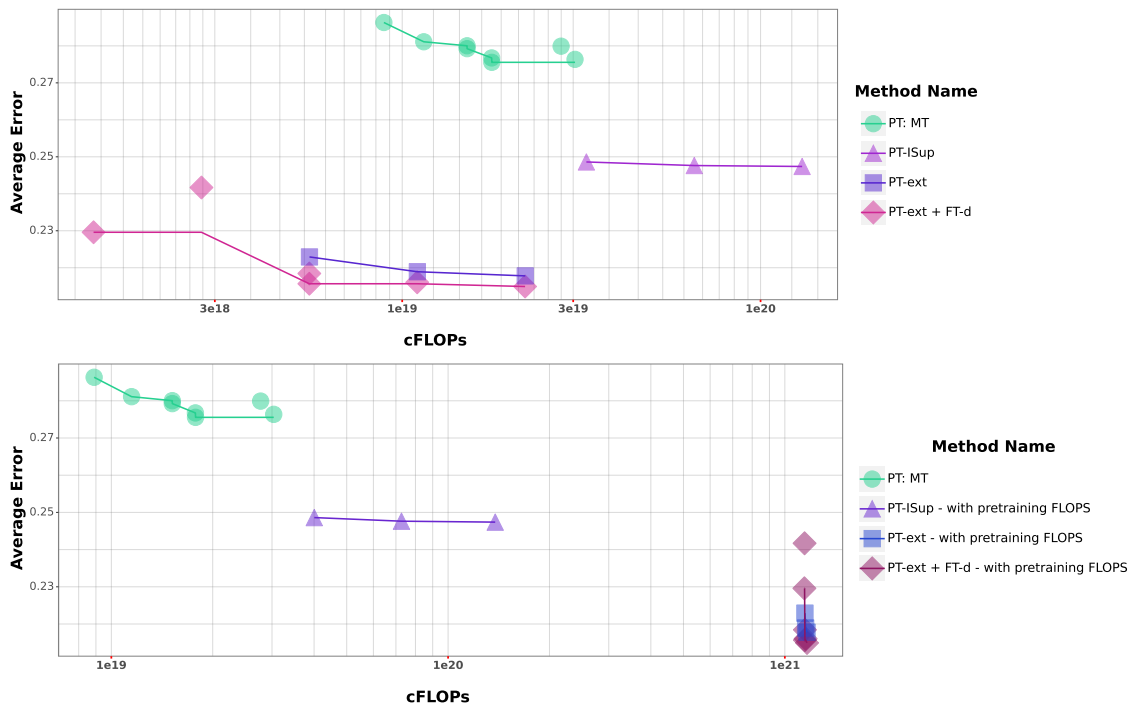 Average Error
0.27
0.25
0.23
3e18
1e19
3e19
1e20
cFLOPs
Method Name
PT: MT
PT-ISup
PT-ext
PT-ext + FT-d
Average Error
0.27
0.25
0.23
1e19
1e20
1e21
cFLOPs
Method Name
PT: MT
PT-ISup - with pretraining FLOPS
PT-ext - with pretraining FLOPS
PT-ext + FT-d - with pretraining FLOPS